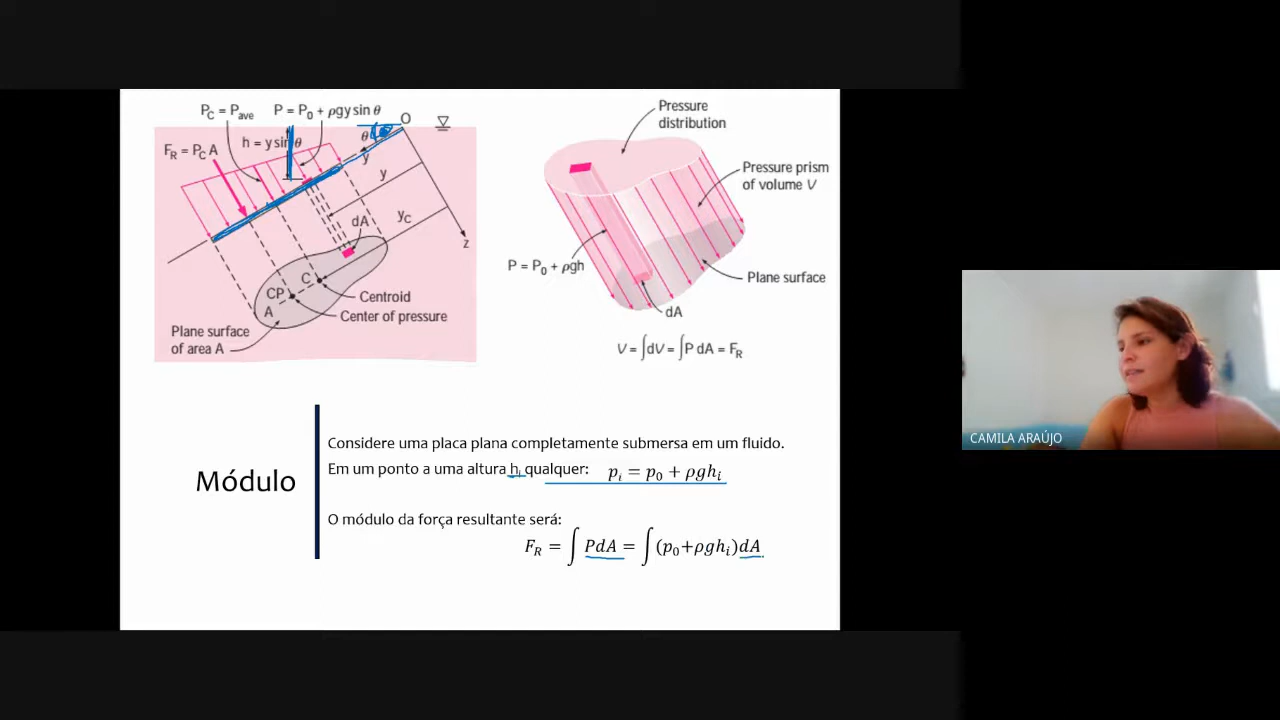 P_C = P_ave
P = P_0 + ρgy sin θ
O
h = y sin θ
θ
F_R = P_C A
y
y
y_C
dA
z
C
CP
A
Centroid
Center of pressure
Plane surface
of area A
Pressure
distribution
Pressure prism
of volume V
P = P_0 + ρgh
Plane surface
dA
V = ∫dV = ∫P dA = F_R
Módulo
Considere uma placa plana completamente submersa em um fluido.
Em um ponto a uma altura h_i qualquer: p_i = p_0 + ρgh_i
O módulo da força resultante será:
F_R = ∫ PdA = ∫(p_0+ρgh_i)dA.
CAMILA ARAÚJO